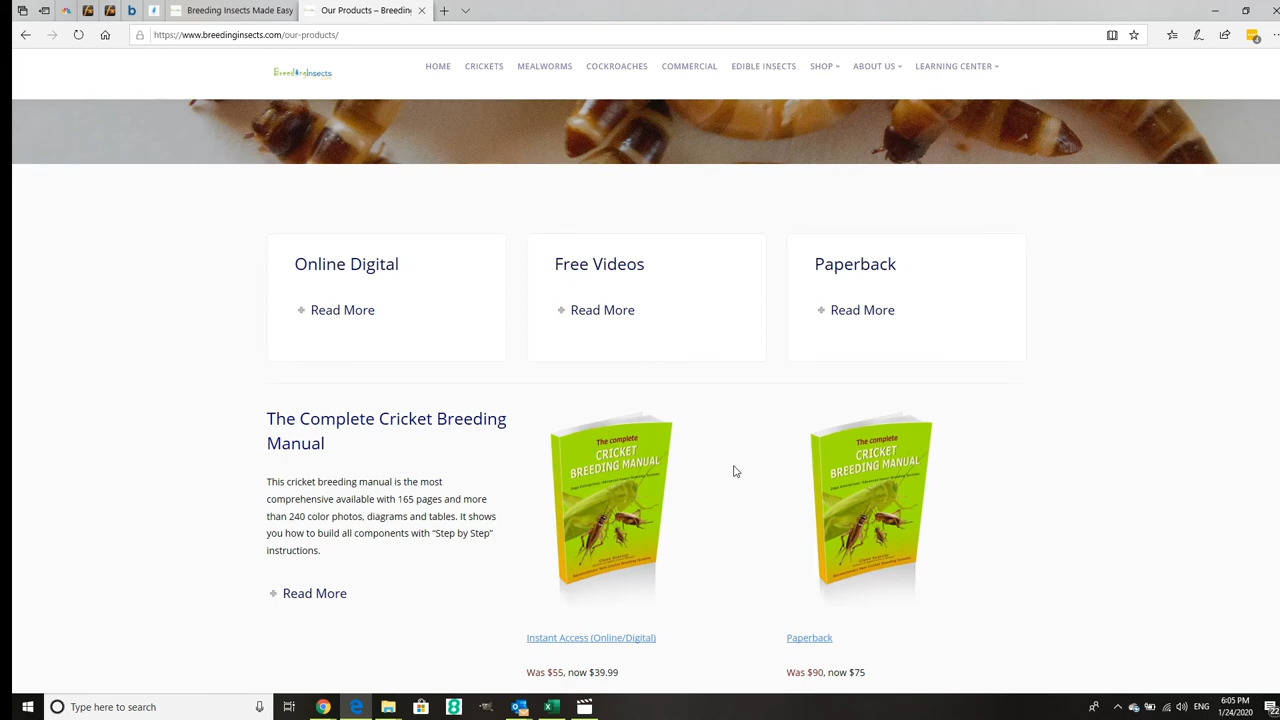 Breeding Insects Made Easy
Our Products – Breeding
https://www.breedinginsects.com/our-products/
BreedingInsects
HOME CRICKETS MEALWORMS COCKROACHES COMMERCIAL EDIBLE INSECTS SHOP ABOUT US LEARNING CENTER
Online Digital
Read More
Free Videos
Read More
Paperback
Read More
The Complete Cricket Breeding
Manual
This cricket breeding manual is the most
comprehensive available with 165 pages and more
than 240 color photos, diagrams and tables. It shows
you how to build all components with “Step by Step”
instructions.
Read More
The complete
CRICKET
BREEDING MANUAL
Instant Access (Online/Digital)
Was $55, now $39.99
The complete
CRICKET
BREEDING MANUAL
Paperback
Was $90, now $75
Type here to search
ENG
6:05 PM
1/24/2020